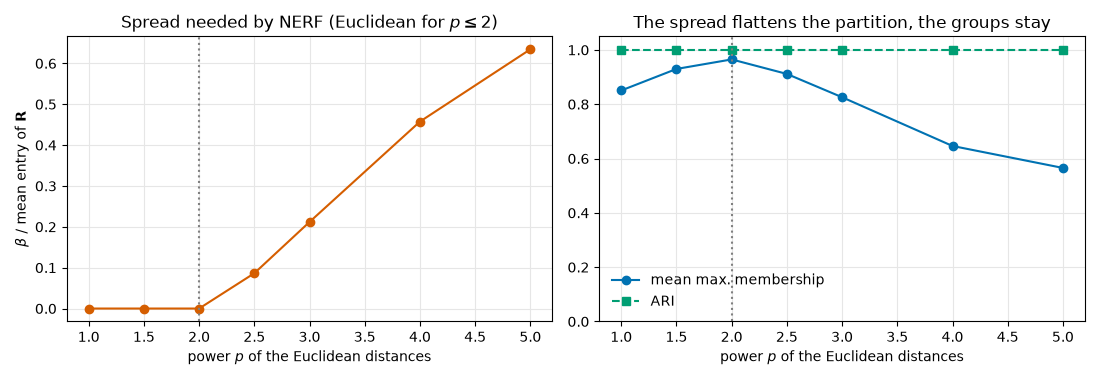 Spread needed by NERF (Euclidean for p ≤ 2)
β / mean entry of R
0.6
0.5
0.4
0.3
0.2
0.1
0.0
1.0 1.5 2.0 2.5 3.0 3.5 4.0 4.5 5.0
power p of the Euclidean distances
The spread flattens the partition, the groups stay
1.0
0.8
0.6
0.4
0.2
0.0
mean max. membership
ARI
1.0 1.5 2.0 2.5 3.0 3.5 4.0 4.5 5.0
power p of the Euclidean distances